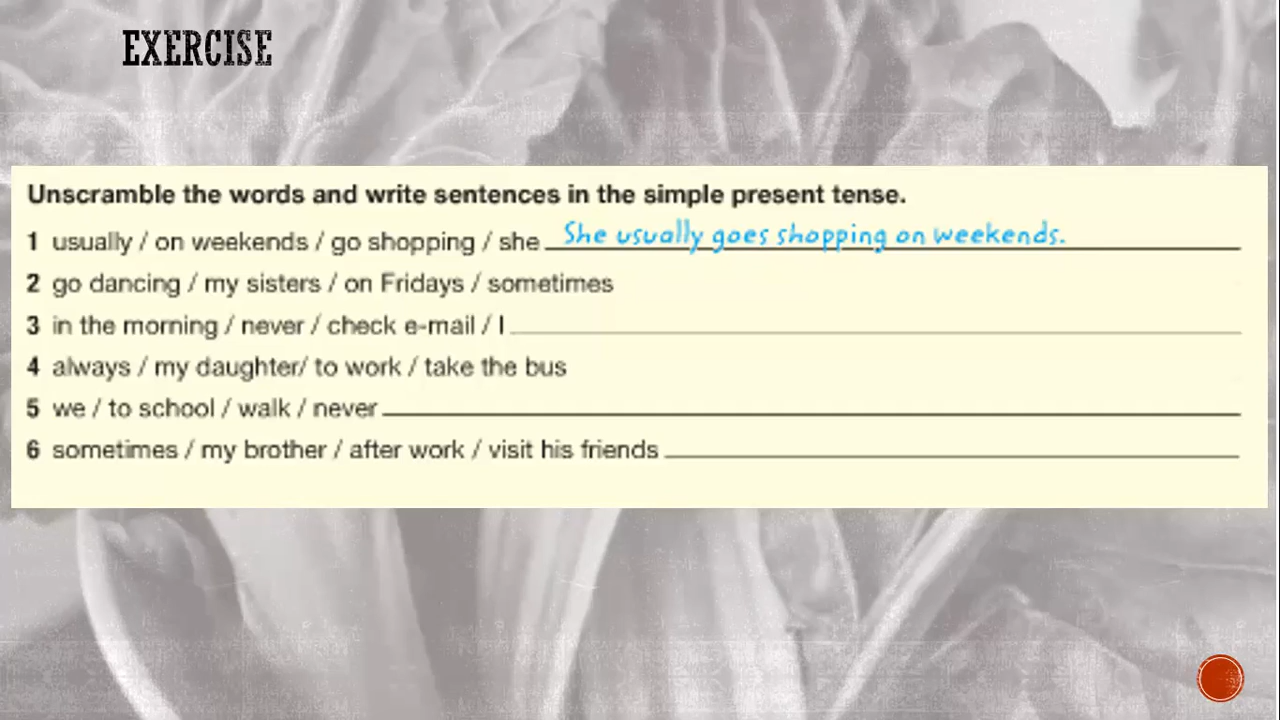 EXERCISE
Unscramble the words and write sentences in the simple present tense.
1 usually / on weekends / go shopping / she She usually goes shopping on weekends.
2 go dancing / my sisters / on Fridays / sometimes
3 in the morning / never / check e-mail / I
4 always / my daughter/ to work / take the bus
5 we / to school / walk / never
6 sometimes / my brother / after work / visit his friends